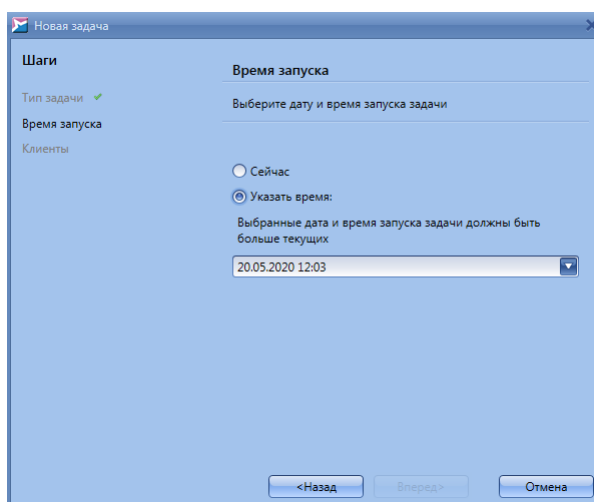 Новая задача
Шаги
Тип задачи
Время запуска
Клиенты
Время запуска
Выберите дату и время запуска задачи
Сейчас
Указать время:
Выбранные дата и время запуска задачи должны быть
больше текущих
20.05.2020 12:03
<Назад
Вперед>
Отмена